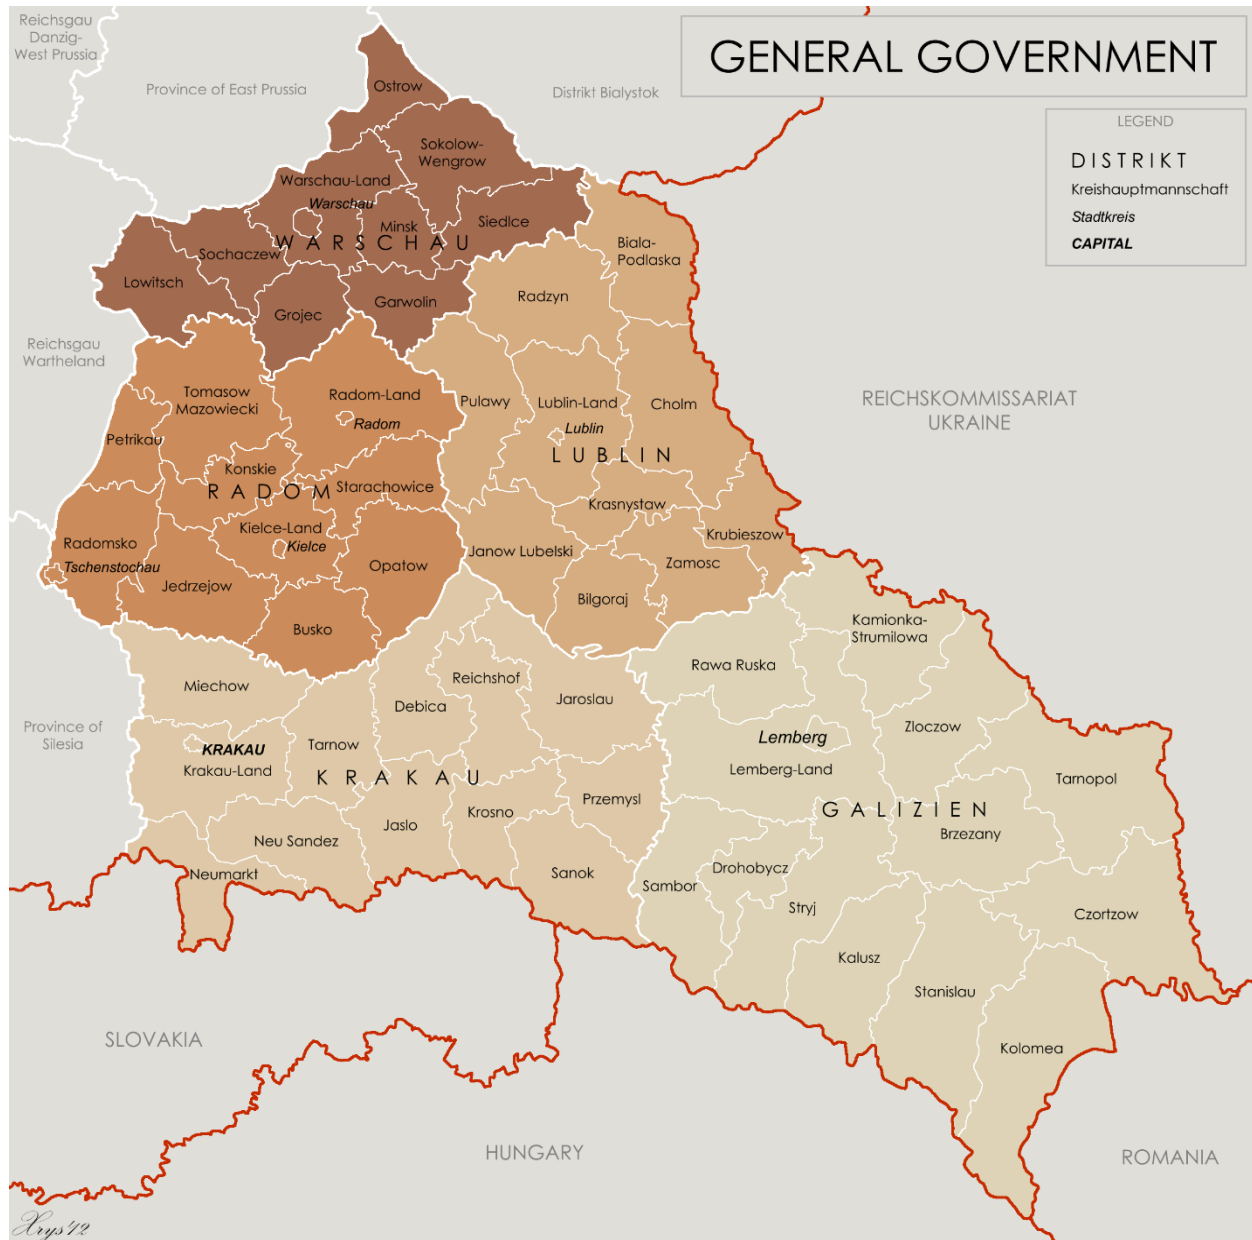 Reichsgau
Danzig-
West Prussia
Province of East Prussia
Distrikt Bialystok
GENERAL GOVERNMENT
LEGEND
DISTRIKT
Kreishauptmannschaft
Stadtkreis
CAPITAL
Ostrow
Sokolow-
Wengrow
Warschau-Land
Warschau
Minsk
Siedlce
WARSCHAU
Sochaczew
Lowitsch
Grojec
Garwolin
Biala-
Podlaska
Radzyn
Reichsgau
Wartheland
Tomasow
Mazowiecki
Radom-Land
Radom
Petrikau
Konskie
RADOM
Starachowice
Kielce-Land
Kielce
Radomsko
Tschenstochau
Jedrzejow
Opatow
Busko
Pulawy
Lublin-Land
Lublin
Cholm
LUBLIN
Krasnystaw
Krubieszow
Janow Lubelski
Zamosc
Bilgoraj
REICHSKOMMISSARIAT
UKRAINE
Province of
Silesia
Miechow
Reichshof
Debica
Jaroslau
KRAKAU
Krakau-Land
Tarnow
KRAKAU
Przemysl
Krosno
Jaslo
Neu Sandez
Neumarkt
Sanok
Kamionka-
Strumilowa
Rawa Ruska
Lemberg
Lemberg-Land
Zloczow
Tarnopol
GALIZIEN
Brzezany
Drohobycz
Sambor
Stryj
Czortzow
Kalusz
Stanislau
Kolomea
SLOVAKIA
HUNGARY
ROMANIA
Xrys'42